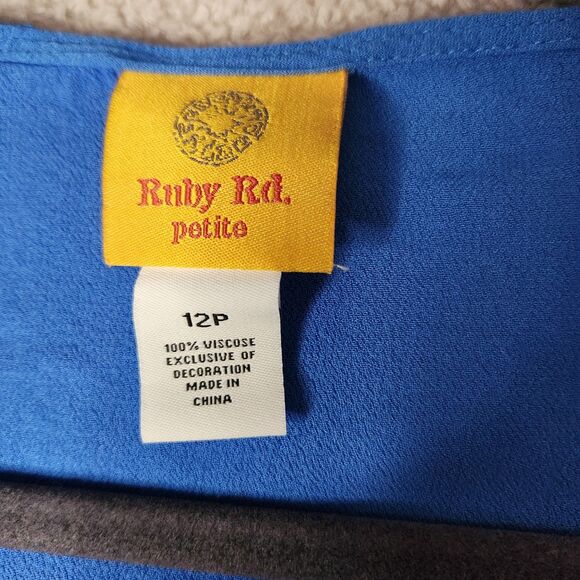 Ruby Rd.
petite
12P
100% VISCOSE
EXCLUSIVE OF
DECORATION
MADE IN
CHINA